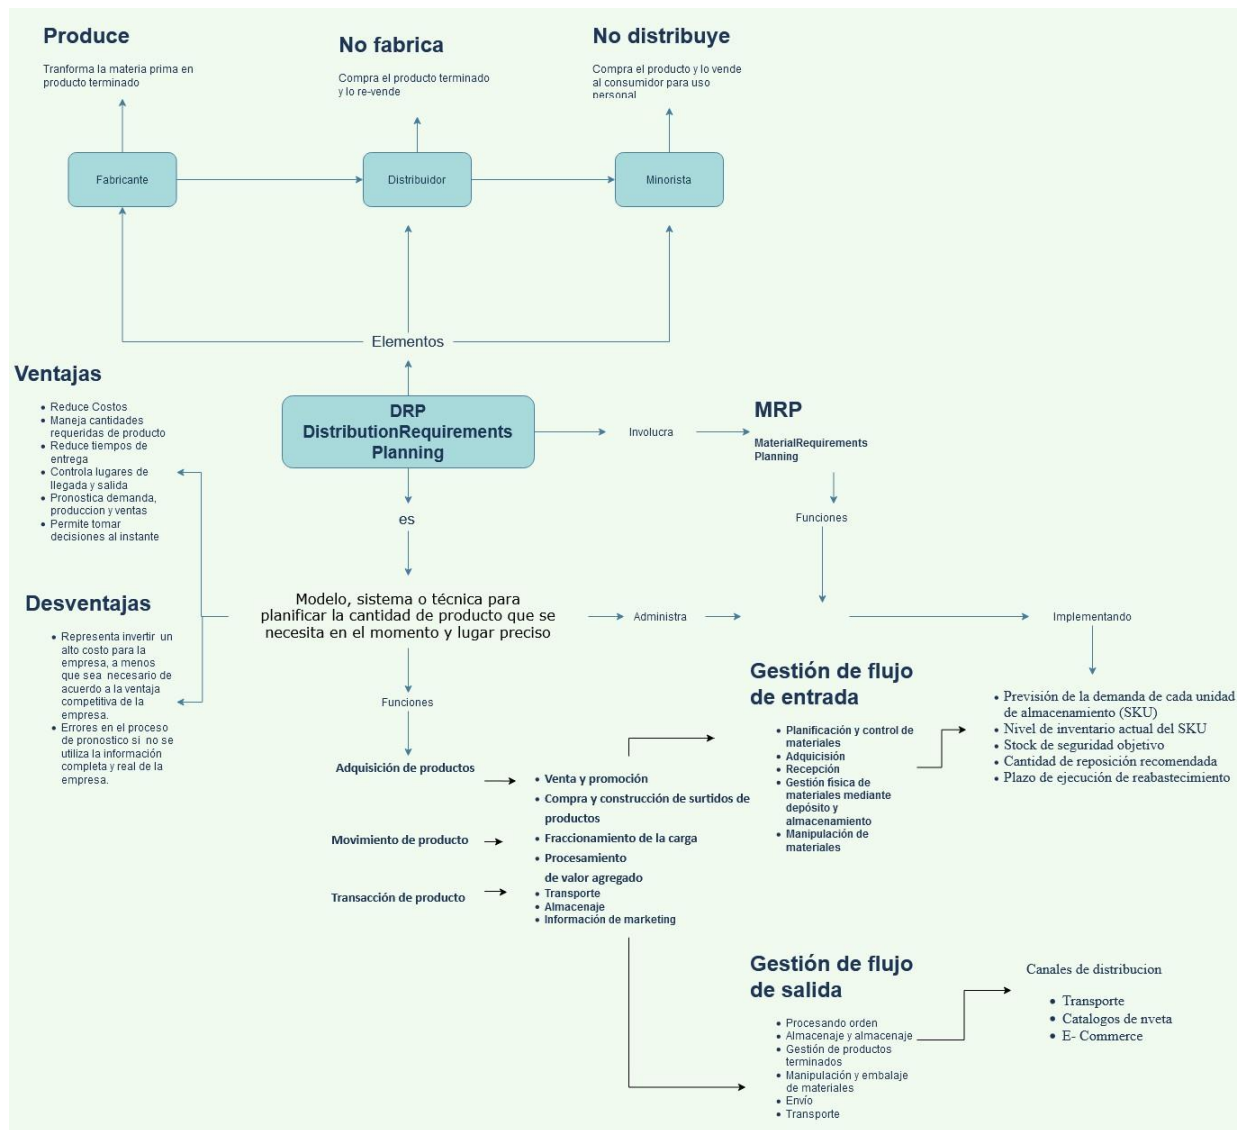 Produce
Tranforma la materia prima en
producto terminado
No fabrica
Compra el producto terminado
y lo re-vende
No distribuye
Compra el producto y lo vende
al consumidor para uso
personal
Fabricante
Distribuidor
Minorista
Elementos
Ventajas
• Reduce Costos
• Maneja cantidades
requeridas de producto
• Reduce tiempos de
entrega
• Controla lugares de
llegada y salida
• Pronostica demanda,
produccion y ventas
• Permite tomar
decisiones al instante
DRP
DistributionRequirements
Planning
Involucra
MRP
MaterialRequirements
Planning
Funciones
es
Desventajas
• Representa invertir un
alto costo para la
empresa, a menos
que sea necesario de
acuerdo a la ventaja
competitiva de la
empresa.
• Errores en el proceso
de pronostico si no se
utiliza la información
completa y real de la
empresa.
Modelo, sistema o técnica para
planificar la cantidad de producto que se
necesita en el momento y lugar preciso
Administra
Implementando
Funciones
Adquisición de productos
Movimiento de producto
Transacción de producto
• Venta y promoción
• Compra y construcción de surtidos de
productos
• Fraccionamiento de la carga
• Procesamiento
de valor agregado
• Transporte
• Almacenaje
• Información de marketing
Gestión de flujo
de entrada
• Planificación y control de
materiales
• Adquicisión
• Recepción
• Gestión física de
materiales mediante
depósito y
almacenamiento
• Manipulación de
materiales
• Previsión de la demanda de cada unidad
de almacenamiento (SKU)
• Nivel de inventario actual del SKU
• Stock de seguridad objetivo
• Cantidad de reposición recomendada
• Plazo de ejecución de reabastecimiento
Gestión de flujo
de salida
• Procesando orden
• Almacenaje y almacenaje
• Gestión de productos
terminados
• Manipulación y embalaje
de materiales
• Envío
• Transporte
Canales de distribucion
• Transporte
• Catalogos de nveta
• E- Commerce